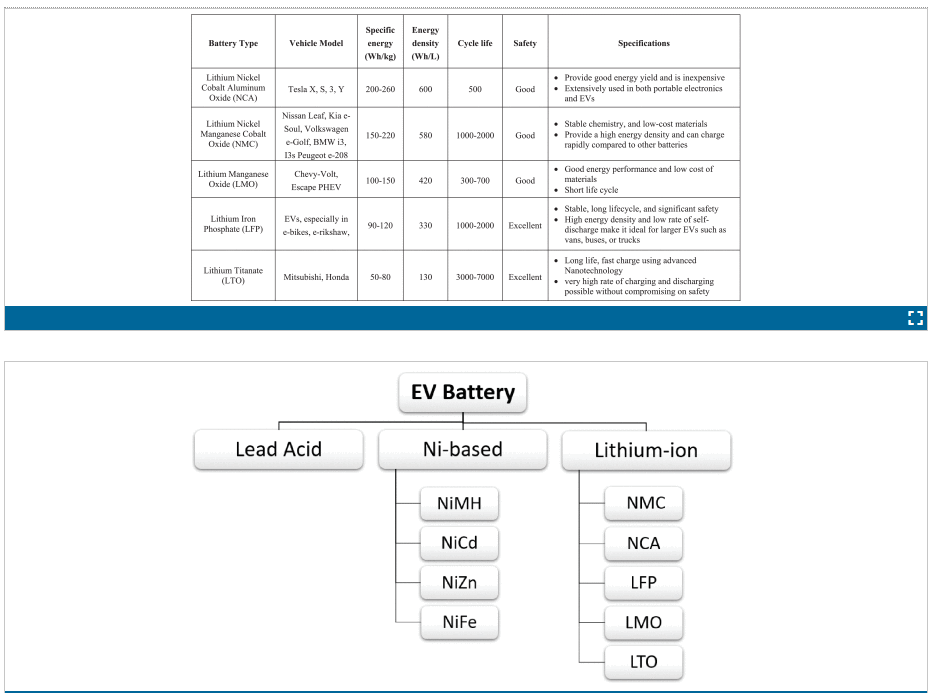 Battery Type
Vehicle Model
Specific
energy
(Wh/kg)
Energy
density
(Wh/L)
Cycle life
Safety
Specifications
Lithium Nickel
Cobalt Aluminum
Oxide (NCA)
Tesla X, S, 3, Y
200-260
600
500
Good
• Provide good energy yield and is inexpensive
• Extensively used in both portable electronics
and EVs
Lithium Nickel
Manganese Cobalt
Oxide (NMC)
Nissan Leaf, Kia e-
Soul, Volkswagen
e-Golf, BMW i3,
I3s Peugeot e-208
150-220
580
1000-2000
Good
• Stable chemistry, and low-cost materials
• Provide a high energy density and can charge
rapidly compared to other batteries
Lithium Manganese
Oxide (LMO)
Chevy-Volt,
Escape PHEV
100-150
420
300-700
Good
• Good energy performance and low cost of
materials
• Short life cycle
Lithium Iron
Phosphate (LFP)
EVs, especially in
e-bikes, e-rikshaw,
90-120
330
1000-2000
Excellent
• Stable, long lifecycle, and significant safety
• High energy density and low rate of self-
discharge make it ideal for larger EVs such as
vans, buses, or trucks
Lithium Titanate
(LTO)
Mitsubishi, Honda
50-80
130
3000-7000
Excellent
• Long life, fast charge using advanced
Nanotechnology
• very high rate of charging and discharging
possible without compromising on safety
EV Battery
Lead Acid
Ni-based
Lithium-ion
NiMH
NiCd
NiZn
NiFe
NMC
NCA
LFP
LMO
LTO